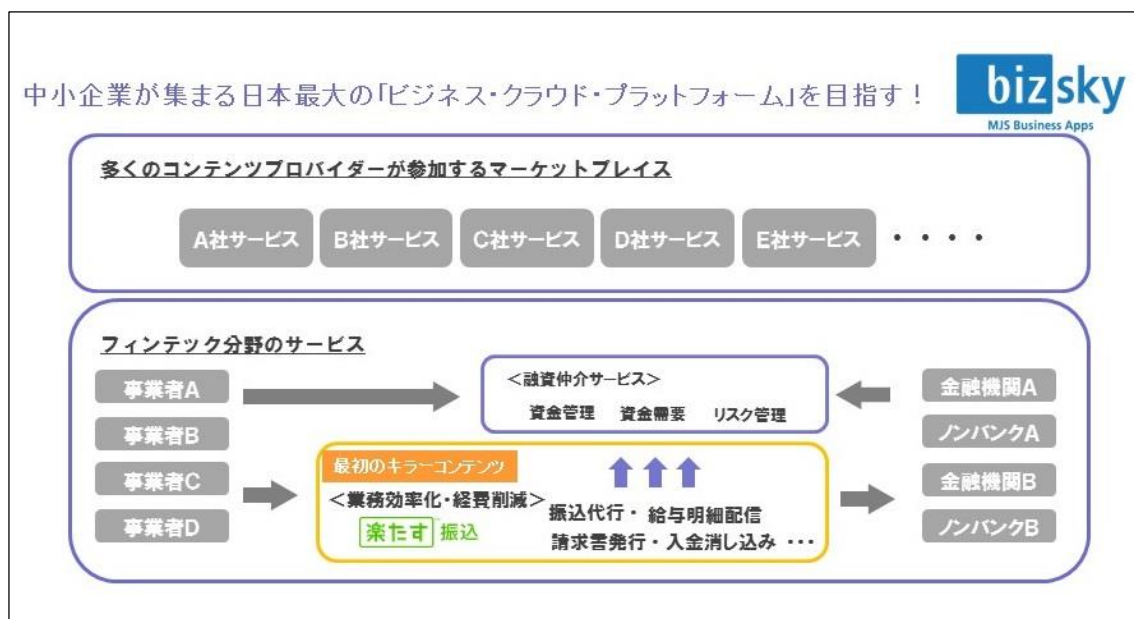 中小企業が集まる日本最大の「ビジネス・クラウド・プラットフォーム」を目指す！
bizsky
MJS Business Apps
多くのコンテンツプロバイダーが参加するマーケットプレイス
A社サービス
B社サービス
C社サービス
D社サービス
E社サービス
・・・・
フィンテック分野のサービス
事業者A
事業者B
事業者C
事業者D
＜融資仲介サービス＞
資金管理 資金需要 リスク管理
最初のキラーコンテンツ
＜業務効率化・経費削減＞
楽たす 振込
振込代行・ 給与明細配信
請求書発行・入金消し込み ・・・
金融機関A
ノンバンクA
金融機関B
ノンバンクB